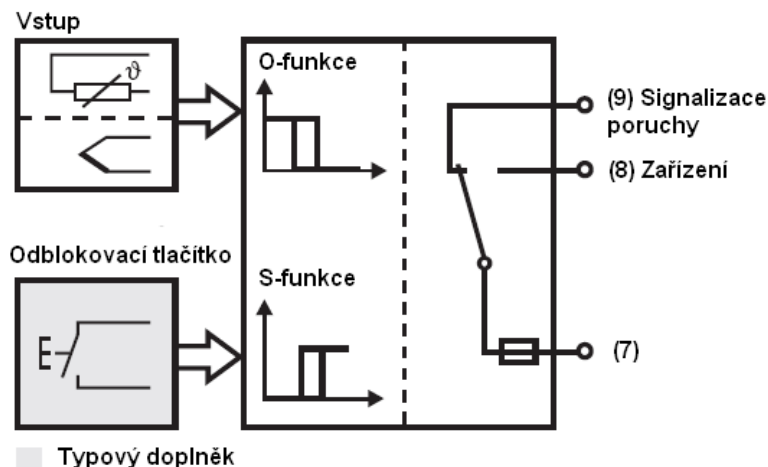 Vstup
ϑ
O-funkce
(9) Signalizace
poruchy
(8) Zařízení
Odblokovací tlačítko
S-funkce
(7)
Typový doplněk